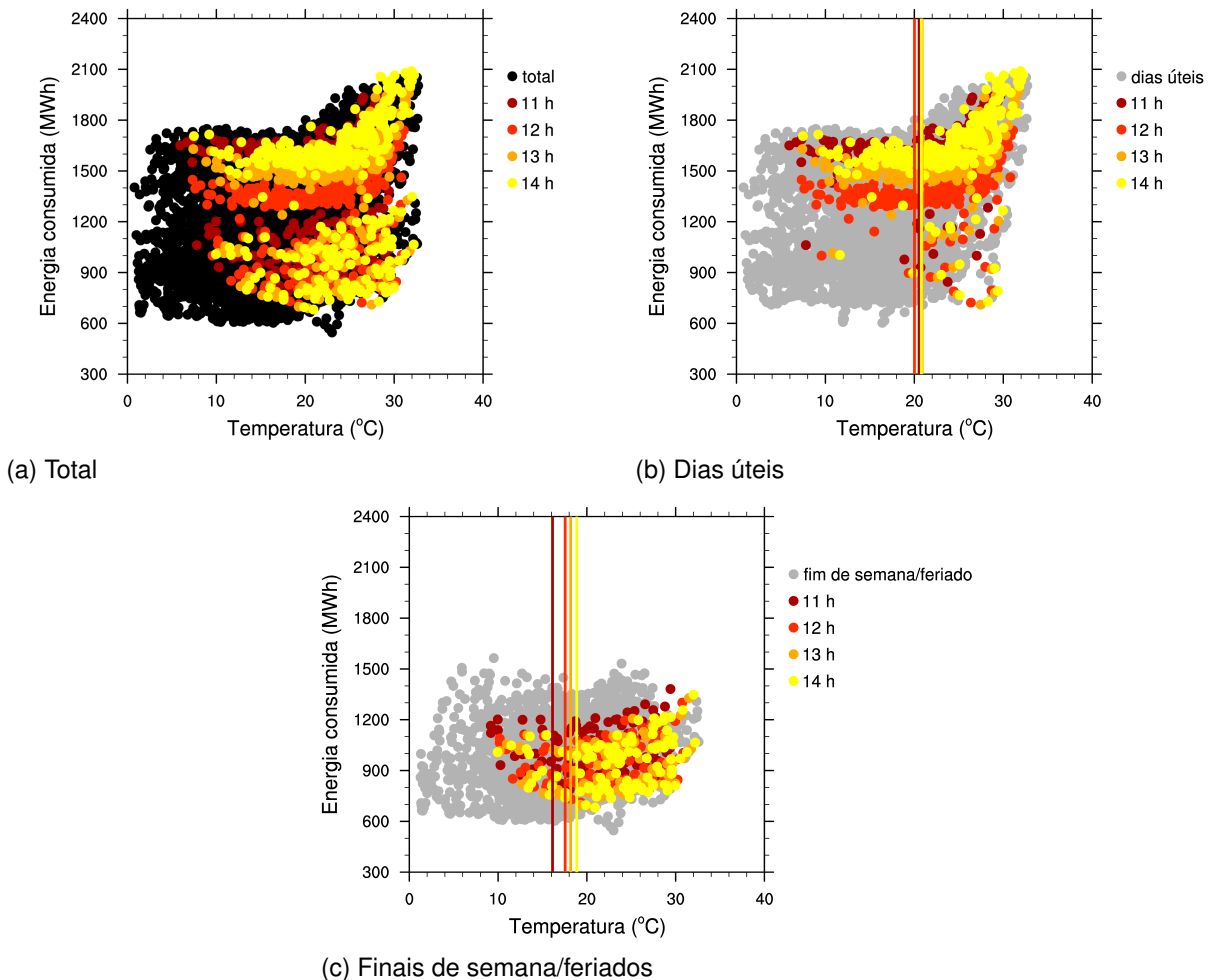 2400
2100
1800
1500
1200
900
600
300
0
10
20
30
40
Energia consumida (MWh)
Temperatura (°C)
total
11 h
12 h
13 h
14 h
(a) Total
2400
2100
1800
1500
1200
900
600
300
0
10
20
30
40
Energia consumida (MWh)
Temperatura (°C)
dias úteis
11 h
12 h
13 h
14 h
(b) Dias úteis
2400
2100
1800
1500
1200
900
600
300
0
10
20
30
40
Energia consumida (MWh)
Temperatura (°C)
fim de semana/feriado
11 h
12 h
13 h
14 h
(c) Finais de semana/feriados